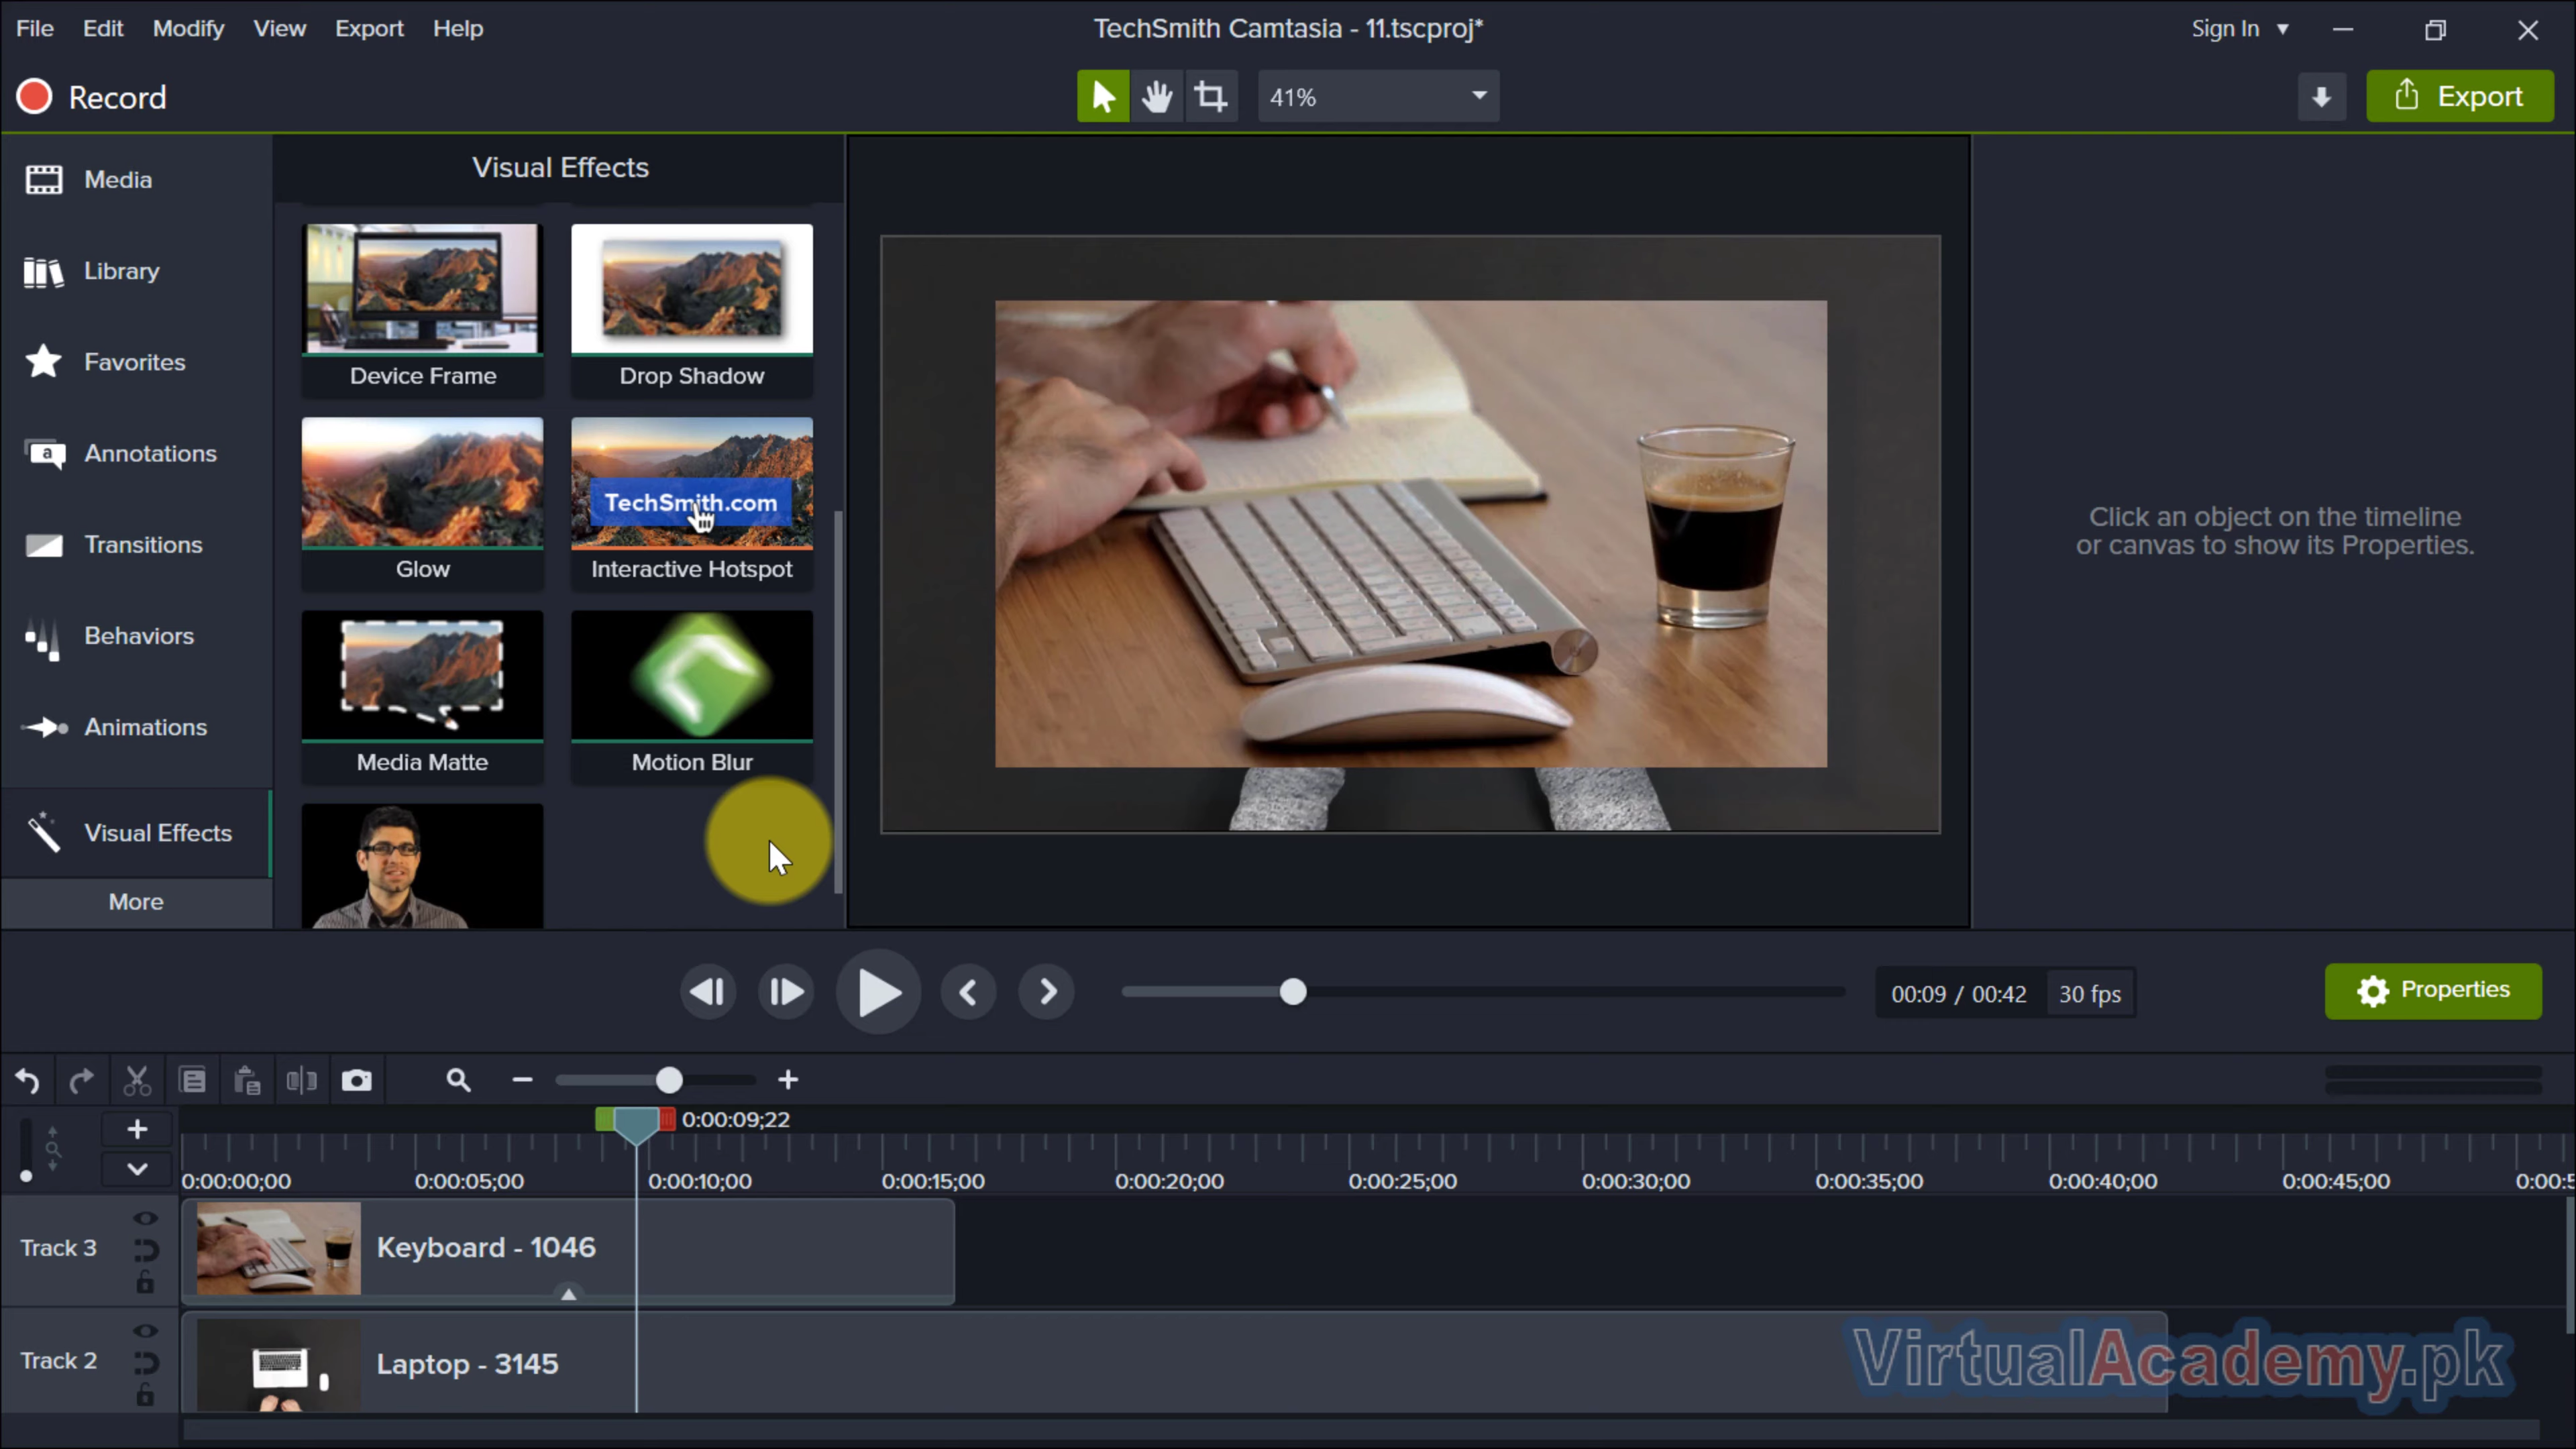 File Edit Modify View Export Help
TechSmith Camtasia - 11.tscproj*
Sign In
Record
41%
Export
Media
Library
Favorites
Annotations
Transitions
Behaviors
Animations
Visual Effects
More
Visual Effects
Device Frame
Drop Shadow
TechSmith.com
Glow
Interactive Hotspot
Media Matte
Motion Blur
Click an object on the timeline
or canvas to show its Properties.
00:09 / 00:42
30 fps
Properties
0:00:09;22
0:00:00;00 0:00:05;00 0:00:10;00 0:00:15;00 0:00:20;00 0:00:25;00 0:00:30;00 0:00:35;00 0:00:40;00 0:00:45;00
Track 3
a
Keyboard - 1046
Track 2
Laptop - 3145
VirtualAcademy.pk